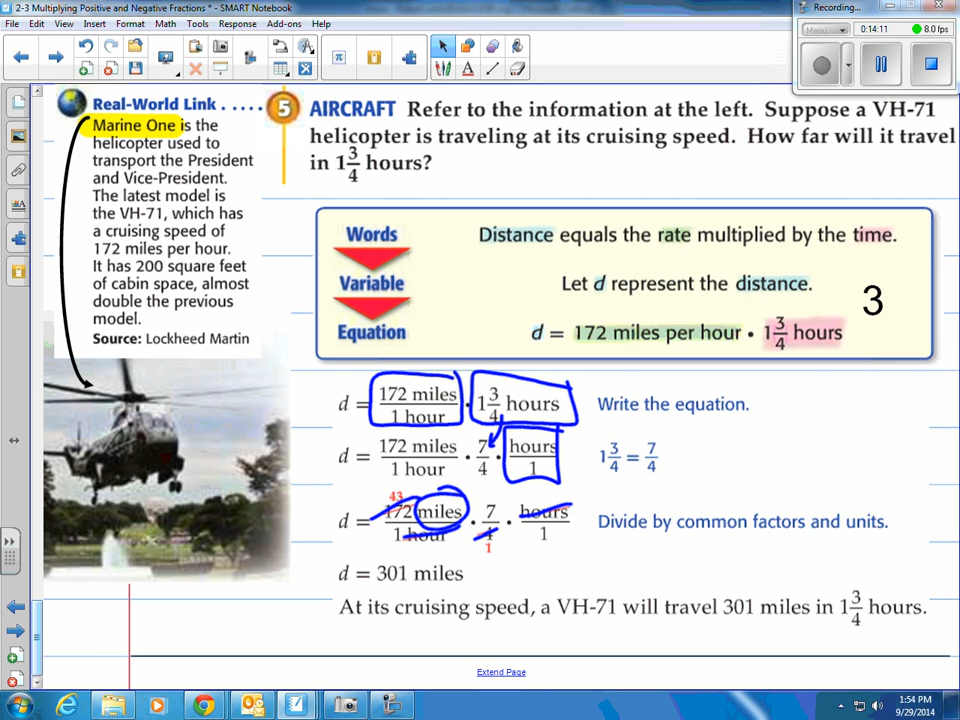 2-3 Multiplying Positive and Negative Fractions * - SMART Notebook
File Edit View Insert Format Math Tools Response Add-ons Help
Recording...
Menu
0:14:11 8.0 fps
Real-World Link . . . . .
Marine One is the
helicopter used to
transport the President
and Vice-President.
The latest model is
the VH-71, which has
a cruising speed of
172 miles per hour.
It has 200 square feet
of cabin space, almost
double the previous
model.
Source: Lockheed Martin
5 AIRCRAFT Refer to the information at the left. Suppose a VH-71
helicopter is traveling at its cruising speed. How far will it travel
in 1 3/4 hours?
Words Distance equals the rate multiplied by the time.
Variable Let d represent the distance.
Equation d = 172 miles per hour • 1 3/4 hours
3
d = 172 miles/1 hour • 1 3/4 hours Write the equation.
d = 172 miles/1 hour • 7/4 • hours/1 1 3/4 = 7/4
43
d = 172 miles/1 hour • 7/4 • hours/1 Divide by common factors and units.
1
d = 301 miles
At its cruising speed, a VH-71 will travel 301 miles in 1 3/4 hours.
Extend Page
1:54 PM
9/29/2014